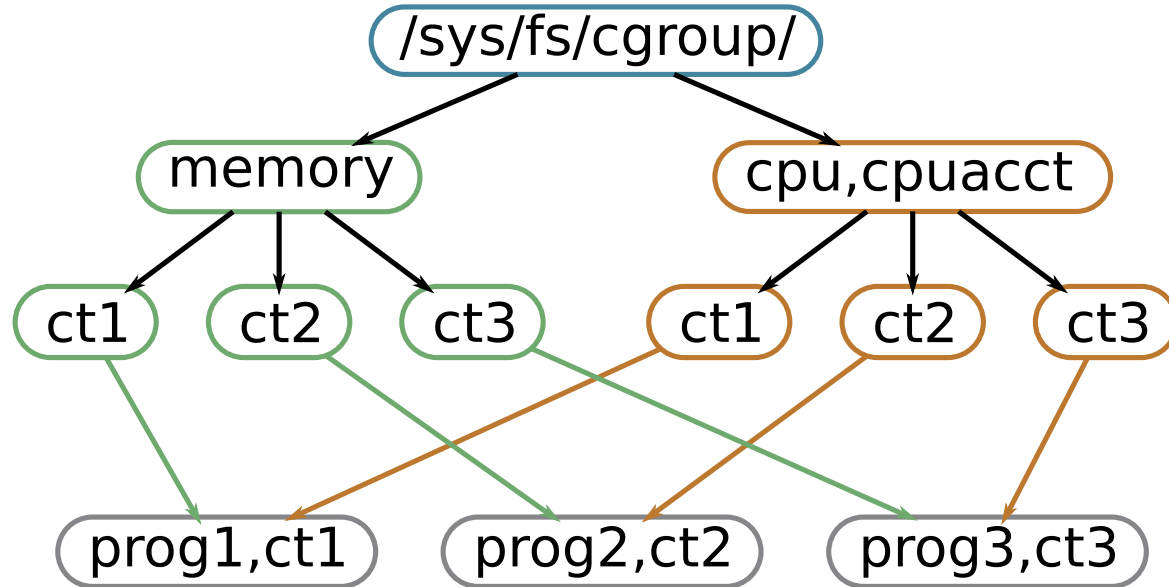 /sys/fs/cgroup/
memory
cpu,cpuacct
ct1
ct2
ct3
ct1
ct2
ct3
prog1,ct1
prog2,ct2
prog3,ct3